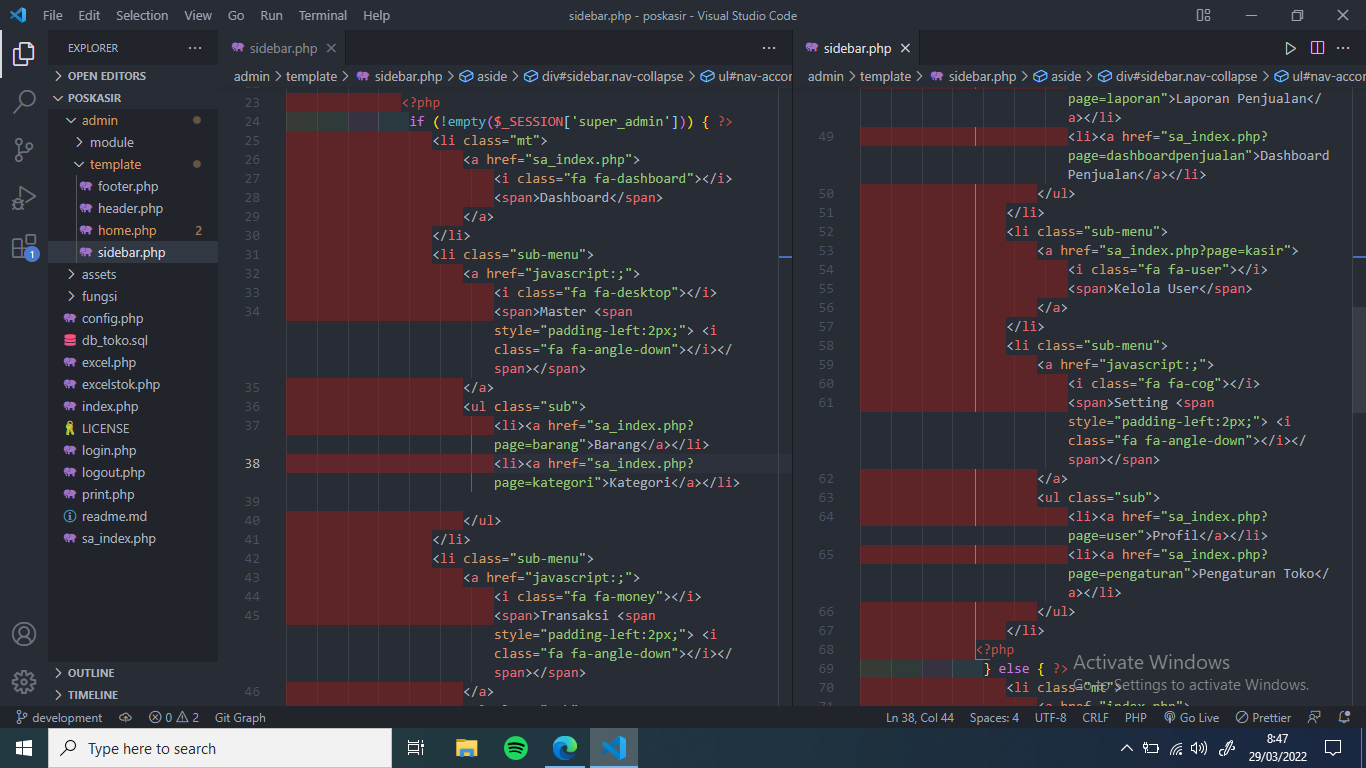 File Edit Selection View Go Run Terminal Help
sidebar.php - poskasir - Visual Studio Code
EXPLORER
OPEN EDITORS
POSKASIR
admin
module
template
footer.php
header.php
home.php 2
sidebar.php
assets
fungsi
config.php
db_toko.sql
excel.php
excelstok.php
index.php
LICENSE
login.php
logout.php
print.php
readme.md
sa_index.php
OUTLINE
TIMELINE
1
sidebar.php
admin > template > sidebar.php > aside > div#sidebar.nav-collapse > ul#nav-accor
23 <?php
24 if (!empty($_SESSION['super_admin'])) { ?>
25 <li class="mt">
26 <a href="sa_index.php">
27 <i class="fa fa-dashboard"></i>
28 <span>Dashboard</span>
29 </a>
30 </li>
31 <li class="sub-menu">
32 <a href="javascript:;">
33 <i class="fa fa-desktop"></i>
34 <span>Master <span
style="padding-left:2px;"> <i
class="fa fa-angle-down"></i></
span></span>
35 </a>
36 <ul class="sub">
37 <li><a href="sa_index.php?
page=barang">Barang</a></li>
38 <li><a href="sa_index.php?
page=kategori">Kategori</a></li>
39
40 </ul>
41 </li>
42 <li class="sub-menu">
43 <a href="javascript:;">
44 <i class="fa fa-money"></i>
45 <span>Transaksi <span
style="padding-left:2px;"> <i
class="fa fa-angle-down"></i></
span></span>
46 </a>
sidebar.php
admin > template > sidebar.php > aside > div#sidebar.nav-collapse > ul#nav-accor
page=laporan">Laporan Penjualan</
a></li>
49 <li><a href="sa_index.php?
page=dashboardpenjualan">Dashboard
Penjualan</a></li>
50 </ul>
51 </li>
52 <li class="sub-menu">
53 <a href="sa_index.php?page=kasir">
54 <i class="fa fa-user"></i>
55 <span>Kelola User</span>
56 </a>
57 </li>
58 <li class="sub-menu">
59 <a href="javascript:;">
60 <i class="fa fa-cog"></i>
61 <span>Setting <span
style="padding-left:2px;"> <i
class="fa fa-angle-down"></i></
span></span>
62 </a>
63 <ul class="sub">
64 <li><a href="sa_index.php?
page=user">Profil</a></li>
65 <li><a href="sa_index.php?
page=pengaturan">Pengaturan Toko</
a></li>
66 </ul>
67 </li>
68 <?php
69 } else { ?>
70 <li class="mt">
71 <a href="index.php">
Activate Windows
Go to Settings to activate Windows.
development 0 2 Git Graph
Ln 38, Col 44 Spaces: 4 UTF-8 CRLF PHP Go Live Prettier
Type here to search
8:47
29/03/2022